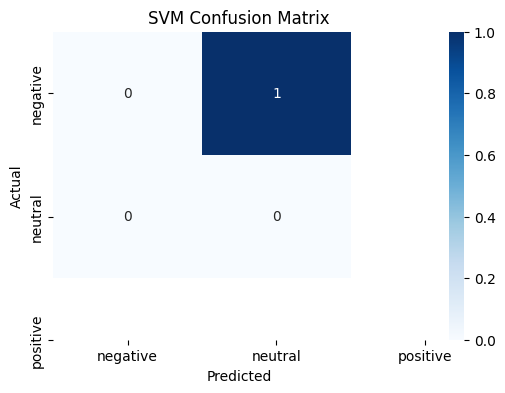 SVM Confusion Matrix
negative
neutral
positive
Actual
0 1
0 0
negative neutral positive
Predicted
1.0
0.8
0.6
0.4
0.2
0.0